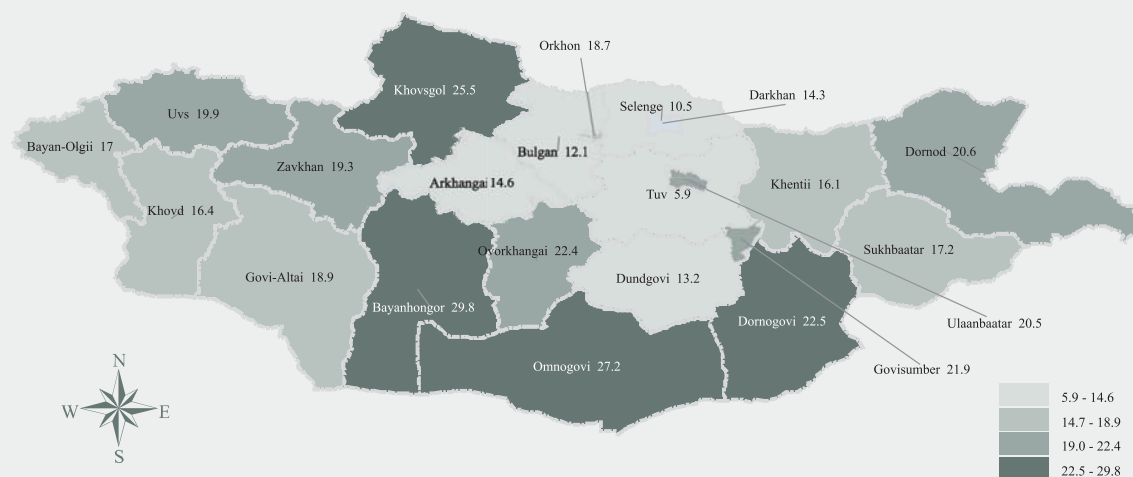 Orkhon 18.7
Khovsgol 25.5
Selenge 10.5
Darkhan 14.3
Uvs 19.9
Bayan-Olgii 17
Zavkhan 19.3
Bulgan 12.1
Dornod 20.6
Arkhangai 14.6
Khentii 16.1
Tuv 5.9
Khovd 16.4
Ovorkhangai 22.4
Sukhbaatar 17.2
Govi-Altai 18.9
Dundgovi 13.2
Bayanhongor 29.8
Dornogovi 22.5
Ulaanbaatar 20.5
Omnogovi 27.2
Govisumber 21.9
N
W E
S
5.9 - 14.6
14.7 - 18.9
19.0 - 22.4
22.5 - 29.8